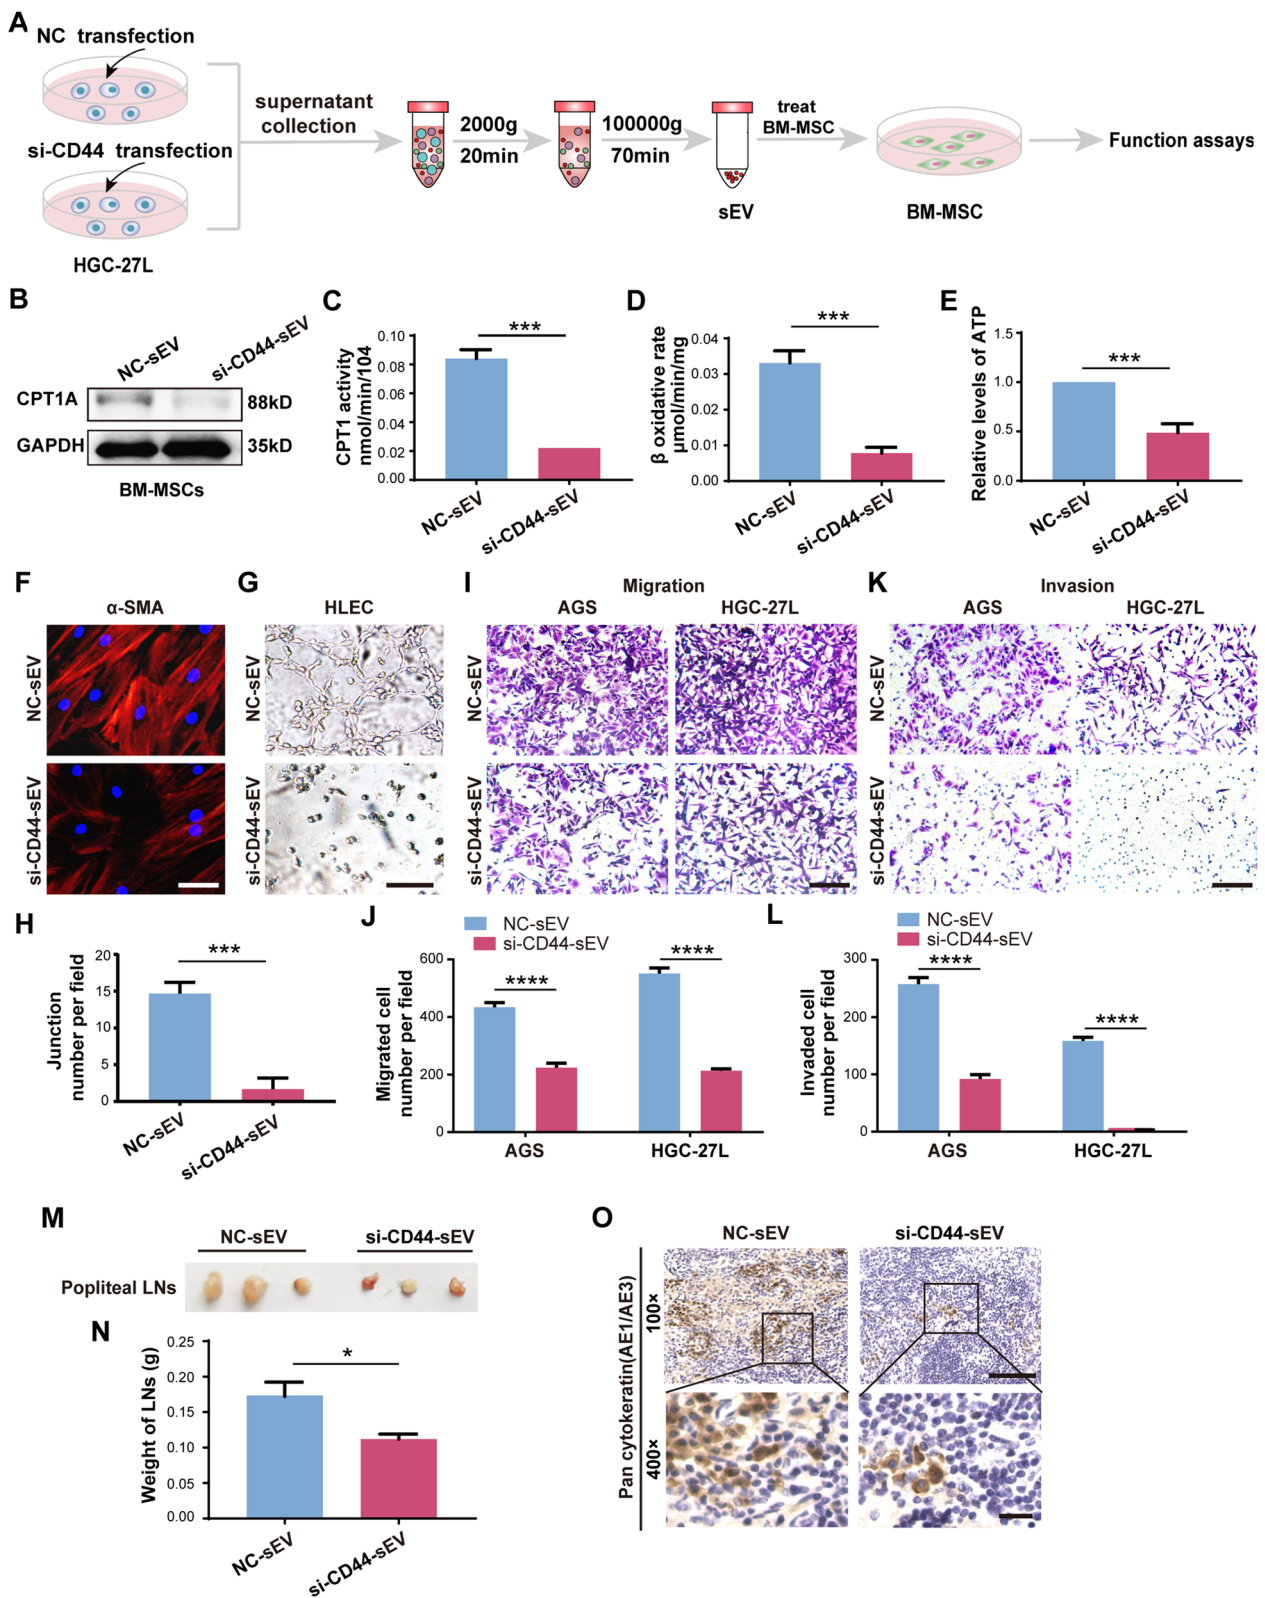 A
NC transfection
si-CD44 transfection
HGC-27L
supernatant
collection
2000g
20min
100000g
70min
sEV
treat
BM-MSC
BM-MSC
Function assays
B
NC-sEV
si-CD44-sEV
CPT1A
88kD
GAPDH
35kD
BM-MSCs
C
CPT1 activity
nmol/min/104
0.10
0.08
0.06
0.04
0.02
0.00
***
NC-sEV
si-CD44-sEV
D
β oxidative rate
μmol/min/mg
0.04
0.03
0.02
0.01
0.00
***
NC-sEV
si-CD44-sEV
E
Relative levels of ATP
1.5
1.0
0.5
0.0
***
NC-sEV
si-CD44-sEV
F
α-SMA
NC-sEV
si-CD44-sEV
G
HLEC
NC-sEV
si-CD44-sEV
I
Migration
AGS
HGC-27L
NC-sEV
si-CD44-sEV
K
Invasion
AGS
HGC-27L
NC-sEV
si-CD44-sEV
H
Junction
number per field
20
15
10
5
0
***
NC-sEV
si-CD44-sEV
J
NC-sEV
si-CD44-sEV
Migrated cell
number per field
600
400
200
0
****
****
AGS
HGC-27L
L
NC-sEV
si-CD44-sEV
Invaded cell
number per field
300
200
100
0
****
****
AGS
HGC-27L
M
NC-sEV
si-CD44-sEV
Popliteal LNs
N
Weight of LNs (g)
0.25
0.20
0.15
0.10
0.05
0.00
*
NC-sEV
si-CD44-sEV
O
NC-sEV
si-CD44-sEV
Pan cytokeratin(AE1/AE3)
100×
400×